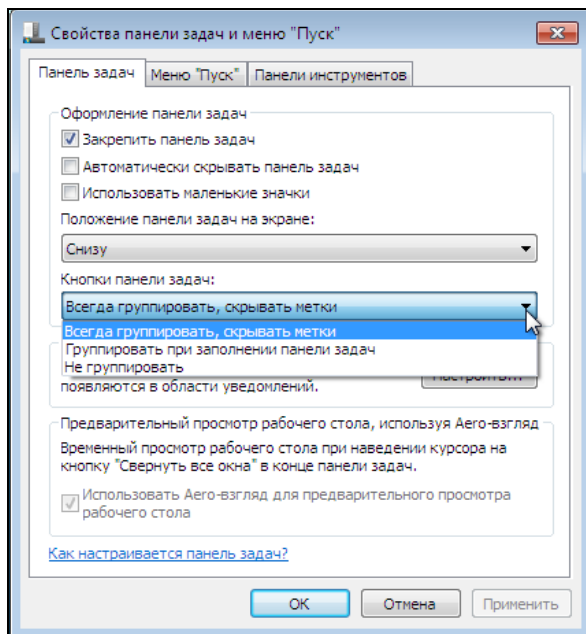 Свойства панели задач и меню "Пуск"
Панель задач
Меню "Пуск"
Панели инструментов
Оформление панели задач
Закрепить панель задач
Автоматически скрывать панель задач
Использовать маленькие значки
Положение панели задач на экране:
Снизу
Кнопки панели задач:
Всегда группировать, скрывать метки
Всегда группировать, скрывать метки
Группировать при заполнении панели задач
Не группировать
появляются в области уведомлений.
Настроить...
Предварительный просмотр рабочего стола, используя Aero-взгляд
Временный просмотр рабочего стола при наведении курсора на
кнопку "Свернуть все окна" в конце панели задач.
Использовать Aero-взгляд для предварительного просмотра
рабочего стола
Как настраивается панель задач?
ОК
Отмена
Применить